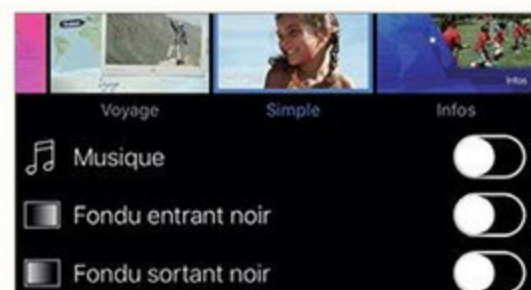 Voyage Simple Infos
Musique
Fondu entrant noir
Fondu sortant noir